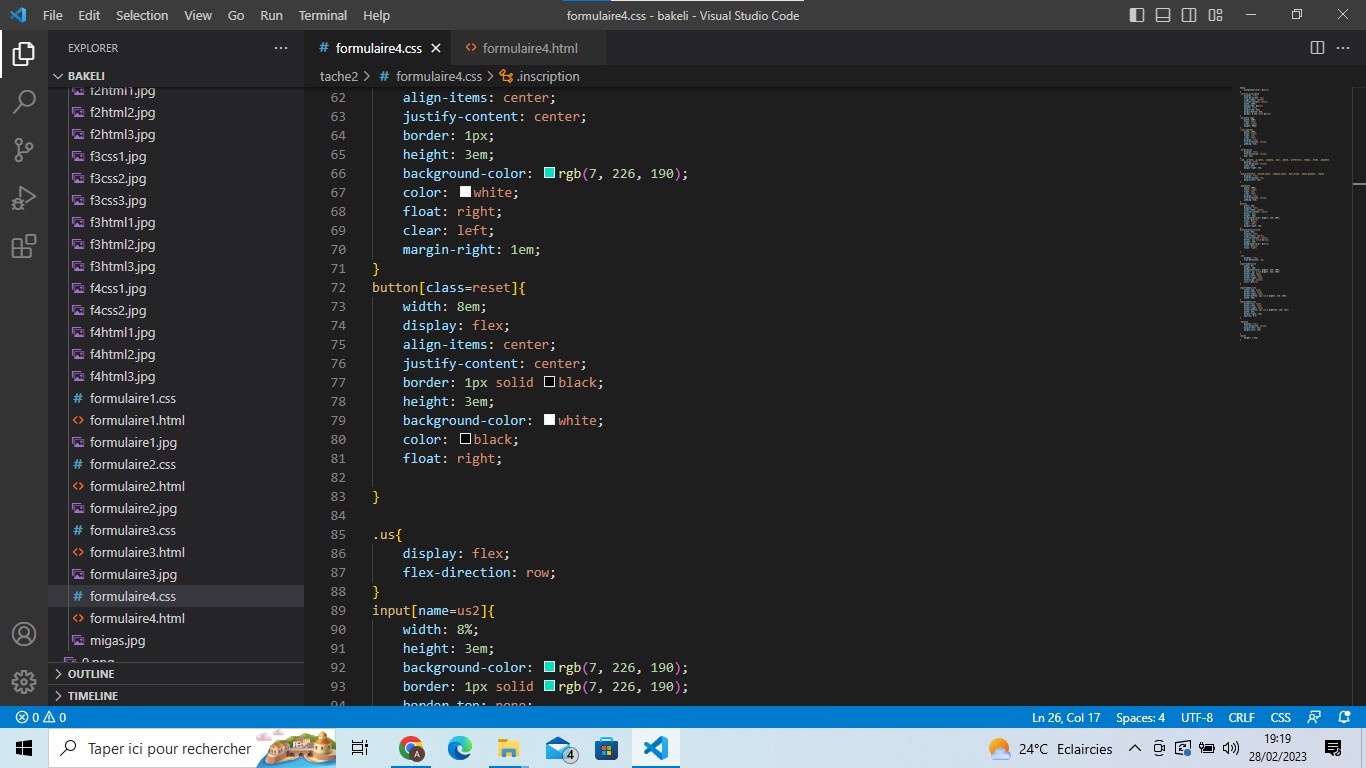 File Edit Selection View Go Run Terminal Help
formulaire4.css - bakeli - Visual Studio Code
EXPLORER
BAKELI
f2html1.jpg
f2html2.jpg
f2html3.jpg
f3css1.jpg
f3css2.jpg
f3css3.jpg
f3html1.jpg
f3html2.jpg
f3html3.jpg
f4css1.jpg
f4css2.jpg
f4html1.jpg
f4html2.jpg
f4html3.jpg
formulaire1.css
formulaire1.html
formulaire1.jpg
formulaire2.css
formulaire2.html
formulaire2.jpg
formulaire3.css
formulaire3.html
formulaire3.jpg
formulaire4.css
formulaire4.html
migas.jpg
0.png
OUTLINE
TIMELINE
formulaire4.css
formulaire4.html
tache2 > formulaire4.css > .inscription
62 align-items: center;
63 justify-content: center;
64 border: 1px;
65 height: 3em;
66 background-color: rgb(7, 226, 190);
67 color: white;
68 float: right;
69 clear: left;
70 margin-right: 1em;
71 }
72 button[class=reset]{
73 width: 8em;
74 display: flex;
75 align-items: center;
76 justify-content: center;
77 border: 1px solid black;
78 height: 3em;
79 background-color: white;
80 color: black;
81 float: right;
82
83 }
84
85 .us{
86 display: flex;
87 flex-direction: row;
88 }
89 input[name=us2]{
90 width: 8%;
91 height: 3em;
92 background-color: rgb(7, 226, 190);
93 border: 1px solid rgb(7, 226, 190);
94 border-top: none;
0 0
Ln 26, Col 17 Spaces: 4 UTF-8 CRLF CSS
Taper ici pour rechercher
A
4
24°C Eclaircies
19:19
28/02/2023